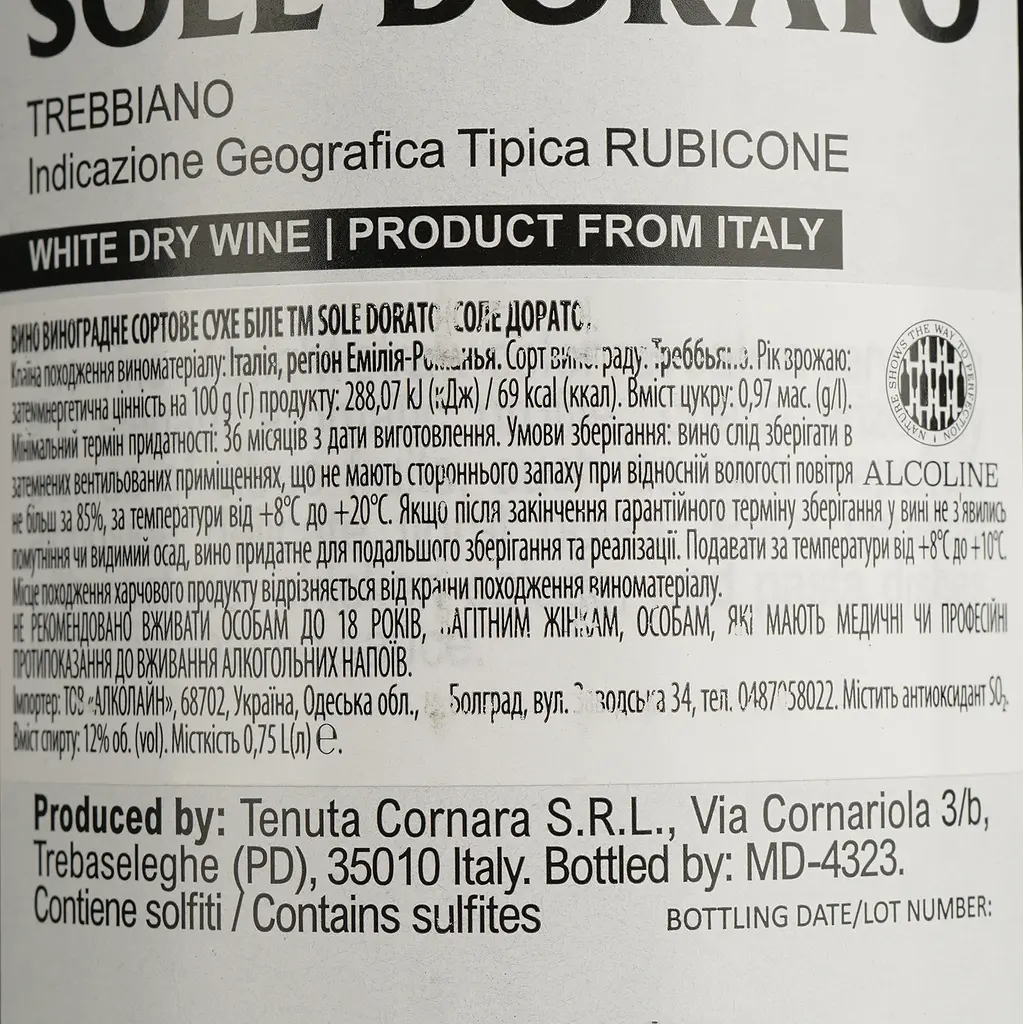 SOLE DORATO
TREBBIANO
Indicazione Geografica Tipica RUBICONE
WHITE DRY WINE | PRODUCT FROM ITALY
ВИНО ВИНОГРАДНЕ СОРТОВЕ СУХЕ БІЛЕ ТМ SOLE DORATO СОЛЕ ДОРАТО.
Країна походження виноматеріалу: Італія, регіон Емілія-Романья. Сорт винограду: Треббьяно. Рік врожаю:
цінність на 100 g (г) продукту: 288,07 kJ (кДж) / 69 kcal (ккал). Вміст цукру: 0,97 мас. (g/l).
Мінімальний термін придатності: 36 місяців з дати виготовлення. Умови зберігання: вино слід зберігати в
затемнених вентильованих приміщеннях, що не мають стороннього запаху при відносній вологості повітря
не більш за 85%, за температури від +8°C до +20°C. Якщо після закінчення гарантійного терміну зберігання у вині не з'явились
помутніння чи видимий осад, вино придатне для подальшого зберігання та реалізації. Подавати за температури від +8°C до +10°C.
Місце походження харчового продукту відрізняється від країни походження виноматеріалу.
НЕ РЕКОМЕНДОВАНО ВЖИВАТИ ОСОБАМ ДО 18 РОКІВ, ВАГІТНИМ ЖІНКАМ, ОСОБАМ, ЯКІ МАЮТЬ МЕДИЧНІ ЧИ ПРОФЕСІЙНІ
ПРОТИПОКАЗАННЯ ДО ВЖИВАННЯ АЛКОГОЛЬНИХ НАПОЇВ.
Імпортер: ТОВ «АЛКОЛАЙН», 68702, Україна, Одеська обл., Болград, вул. Заводська 34, тел. Містить антиоксидант SO₂.
Вміст спирту: 12% об. (vol). Місткість 0,75 L(л) ℮.
NATURE SHOWS THE WAY TO PERFECTION
ALCOLINE
Produced by: Tenuta Cornara S.R.L., Via Cornariola 3/b,
Trebaseleghe (PD), 35010 Italy. Bottled by: MD-4323.
Contiene solfiti / Contains sulfites
BOTTLING DATE/LOT NUMBER: